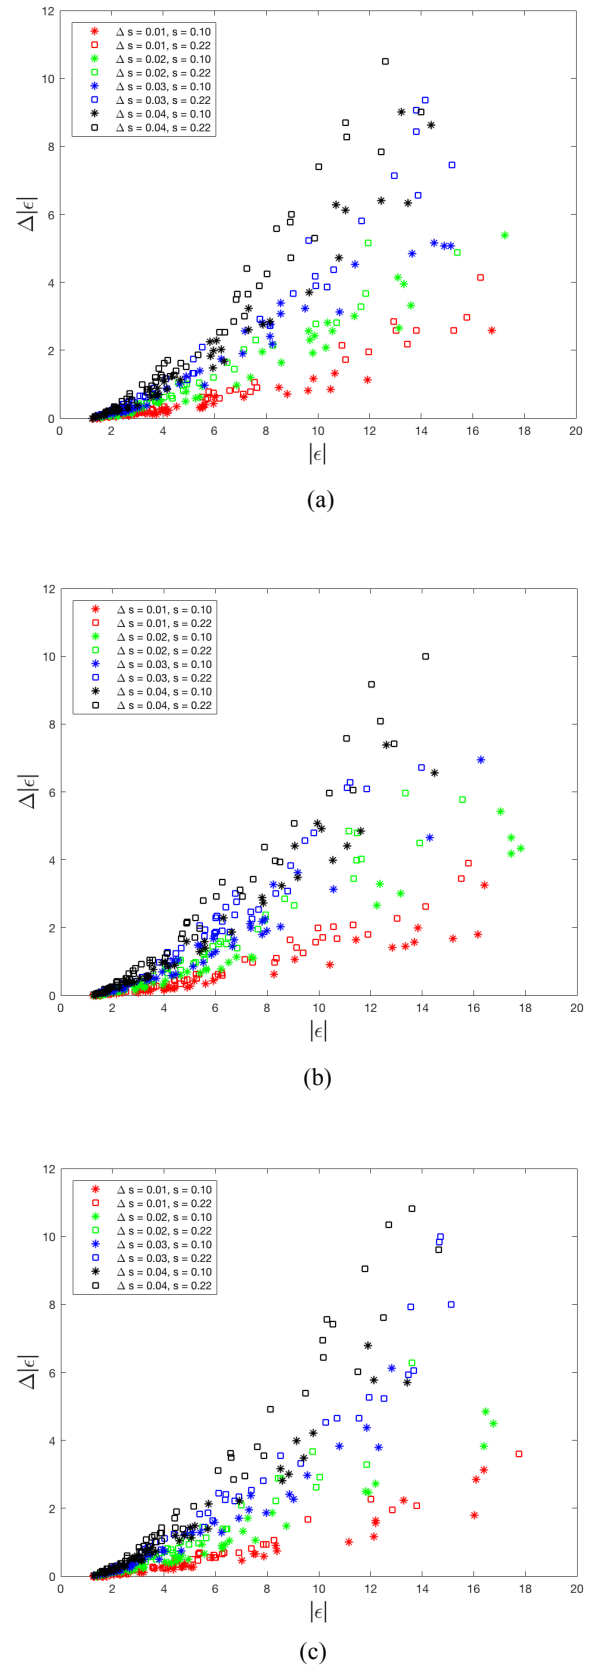 12
10
8
6
4
2
0
Δ|ϵ|
∆ s = 0.01, s = 0.10
∆ s = 0.01, s = 0.22
∆ s = 0.02, s = 0.10
∆ s = 0.02, s = 0.22
∆ s = 0.03, s = 0.10
∆ s = 0.03, s = 0.22
∆ s = 0.04, s = 0.10
∆ s = 0.04, s = 0.22
0 2 4 6 8 10 12 14 16 18 20
|ϵ|
(a)
12
10
8
6
4
2
0
Δ|ϵ|
∆ s = 0.01, s = 0.10
∆ s = 0.01, s = 0.22
∆ s = 0.02, s = 0.10
∆ s = 0.02, s = 0.22
∆ s = 0.03, s = 0.10
∆ s = 0.03, s = 0.22
∆ s = 0.04, s = 0.10
∆ s = 0.04, s = 0.22
0 2 4 6 8 10 12 14 16 18 20
|ϵ|
(b)
12
10
8
6
4
2
0
Δ|ϵ|
∆ s = 0.01, s = 0.10
∆ s = 0.01, s = 0.22
∆ s = 0.02, s = 0.10
∆ s = 0.02, s = 0.22
∆ s = 0.03, s = 0.10
∆ s = 0.03, s = 0.22
∆ s = 0.04, s = 0.10
∆ s = 0.04, s = 0.22
0 2 4 6 8 10 12 14 16 18 20
|ϵ|
(c)